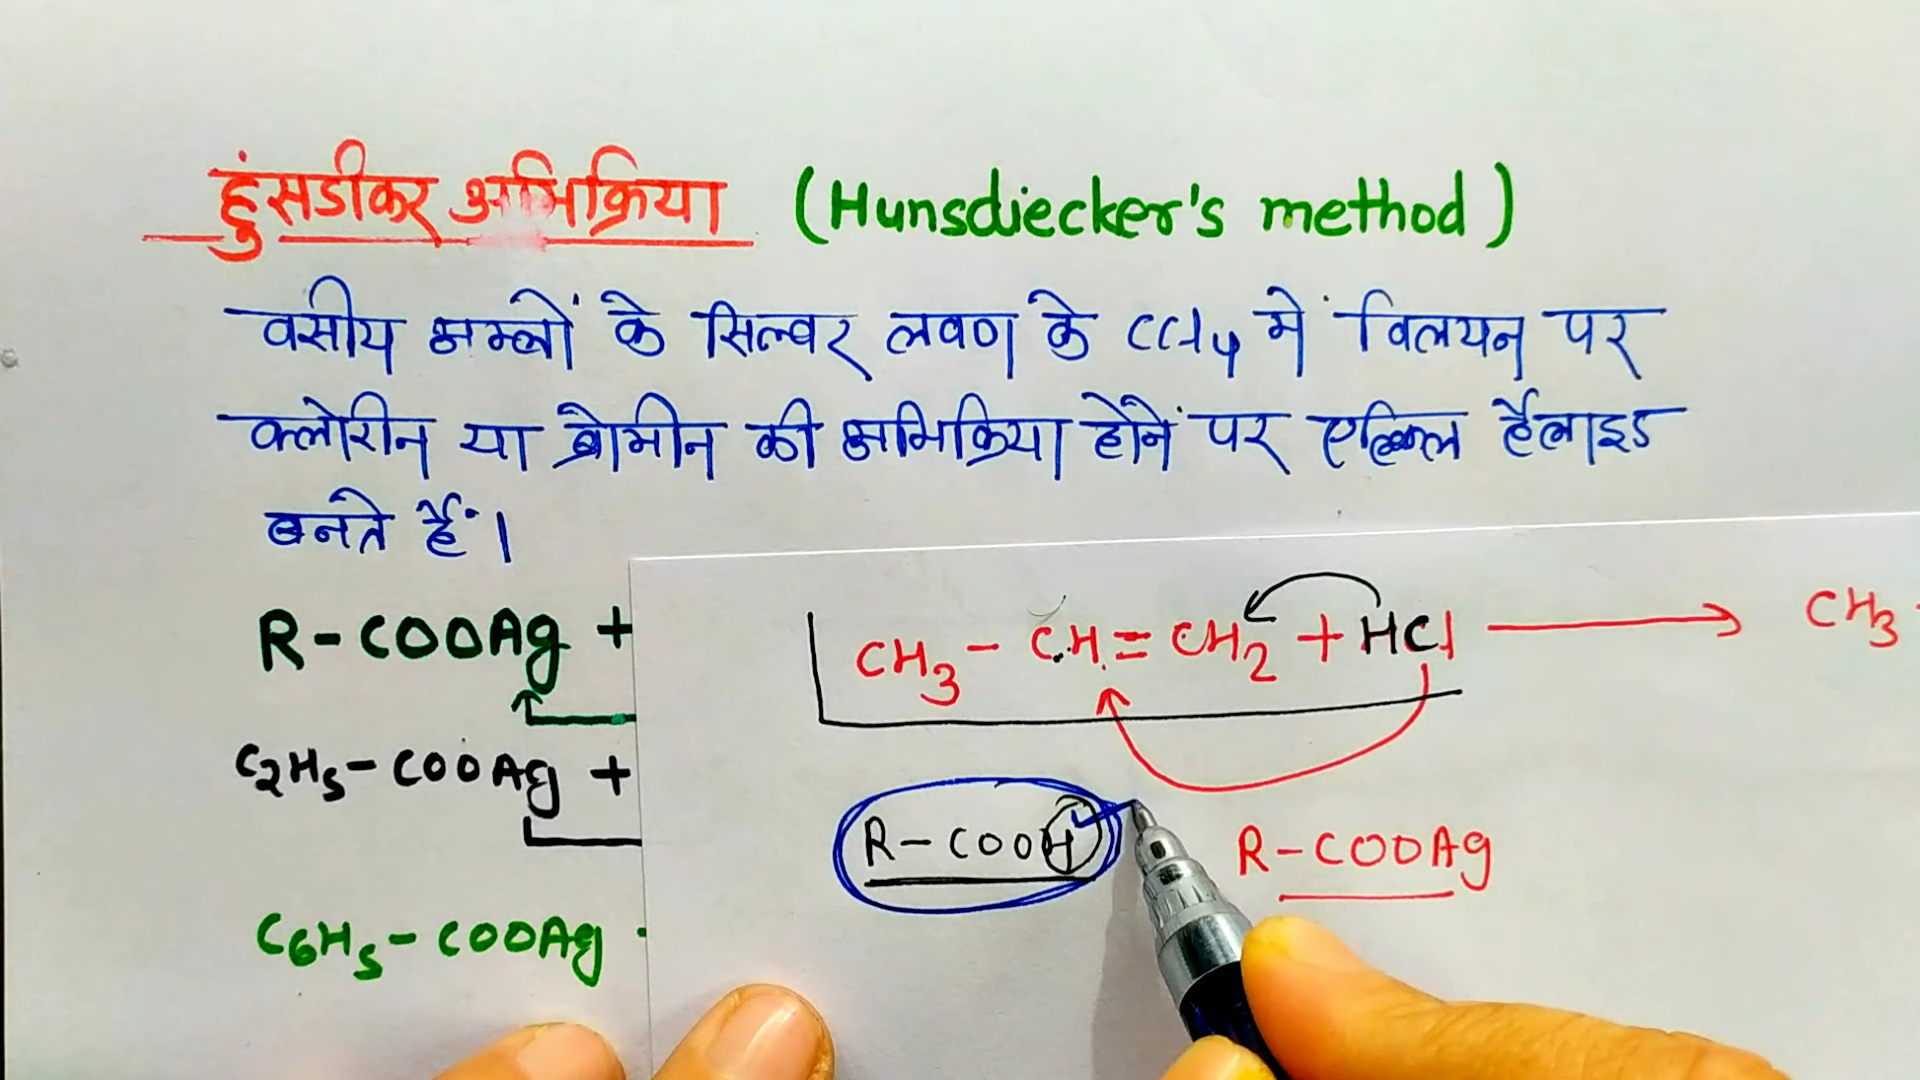 हुंसडीकर अभिक्रिया (Hunsdiecker's method)
वसीय अम्लों के सिल्वर लवण के CCl4 में विलयन पर
क्लोरीन या ब्रोमीन की अभिक्रिया होने पर एल्किल हैलाइड
बनते हैं।
R-COOAg +
CH3-CH=CH2+HCl → CH3-
C2H5-COOAg +
R-COOH R-COOAg
C6H5-COOAg